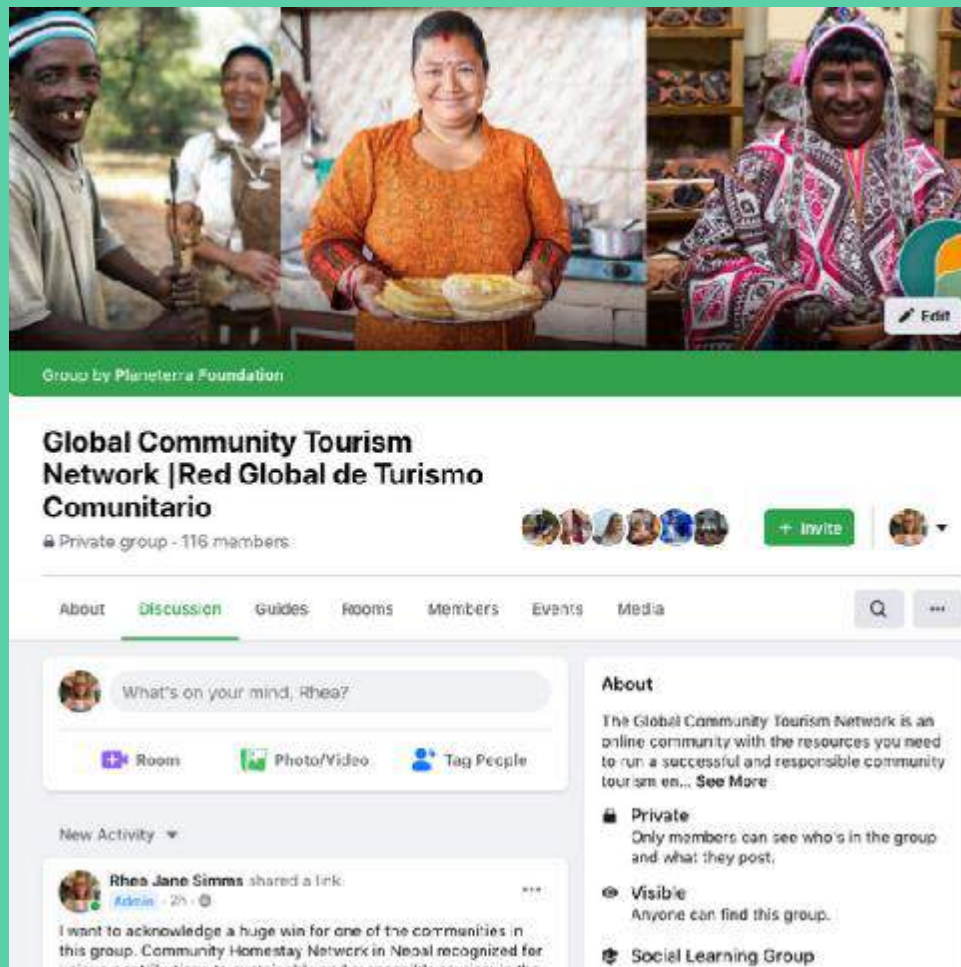 Edit
Group by Planeterra Foundation
Global Community Tourism
Network |Red Global de Turismo
Comunitario
Private group · 116 members
+ Invite
About Discussion Guides Rooms Members Events Media
What's on your mind, Rhea?
Room Photo/Video Tag People
New Activity
Rhea Jane Simms shared a link.
Admin · 2h ·
I want to acknowledge a huge win for one of the communities in
this group. Community Homestay Network in Nepal recognized for
About
The Global Community Tourism Network is an
online community with the resources you need
to run a successful and responsible community
tourism en... See More
Private
Only members can see who's in the group
and what they post.
Visible
Anyone can find this group.
Social Learning Group